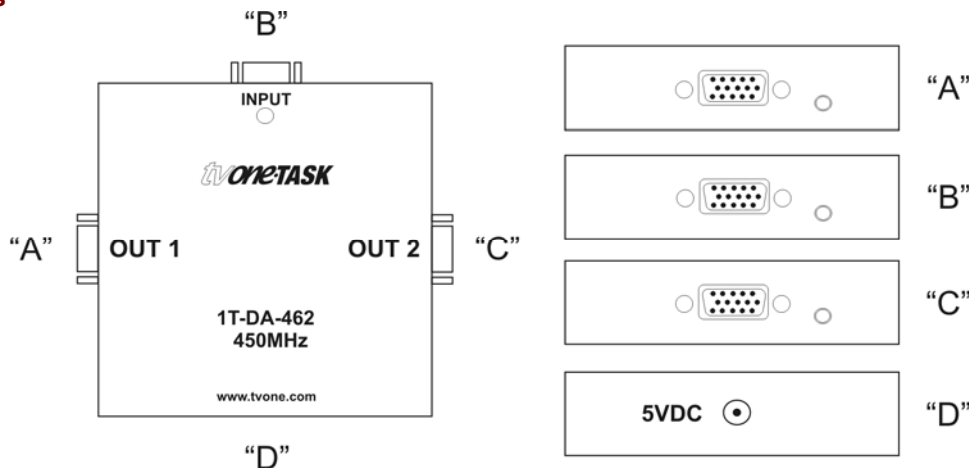 “B”
INPUT
tvone-TASK
“A”
OUT 1
OUT 2
“C”
1T-DA-462
450MHz
www.tvone.com
“D”
“A”
“B”
“C”
5VDC
“D”